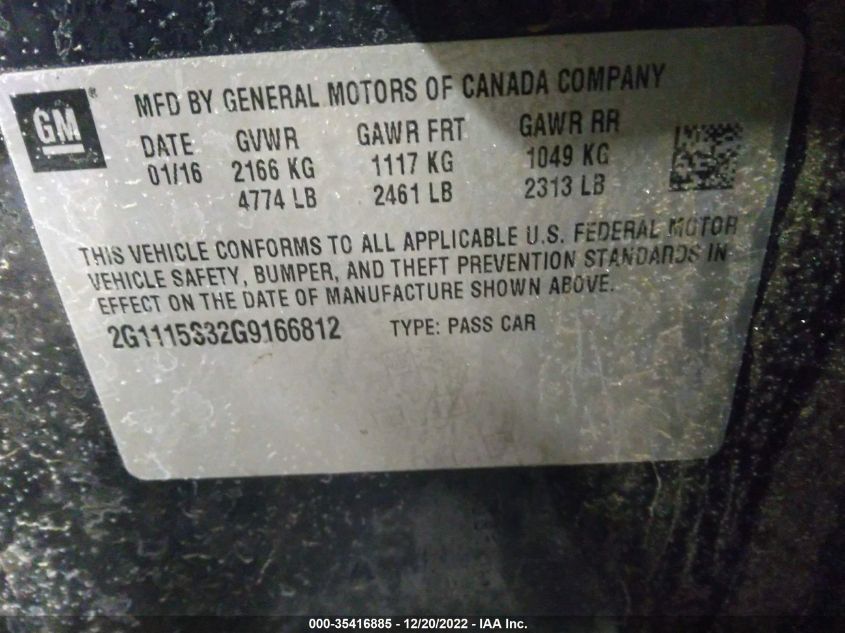 GM ® MFD BY GENERAL MOTORS OF CANADA COMPANY
DATE GVWR GAWR FRT GAWR RR
01/16 2166 KG 1117 KG 1049 KG
4774 LB 2461 LB 2313 LB
THIS VEHICLE CONFORMS TO ALL APPLICABLE U.S. FEDERAL MOTOR
VEHICLE SAFETY, BUMPER, AND THEFT PREVENTION STANDARDS IN
EFFECT ON THE DATE OF MANUFACTURE SHOWN ABOVE.
2G1115S32G9166812 TYPE: PASS CAR
000-35416885 - 12/20/2022 - IAA Inc.